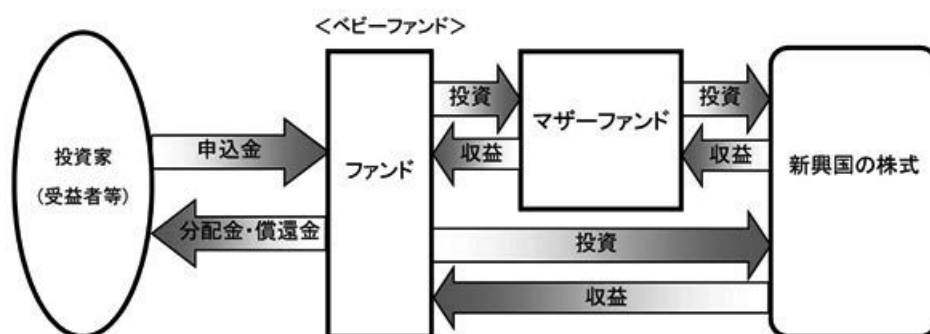 ＜ベビーファンド＞
投資家
(受益者等)
申込金
分配金・償還金
ファンド
投資
収益
マザーファンド
投資
収益
投資
収益
新興国の株式